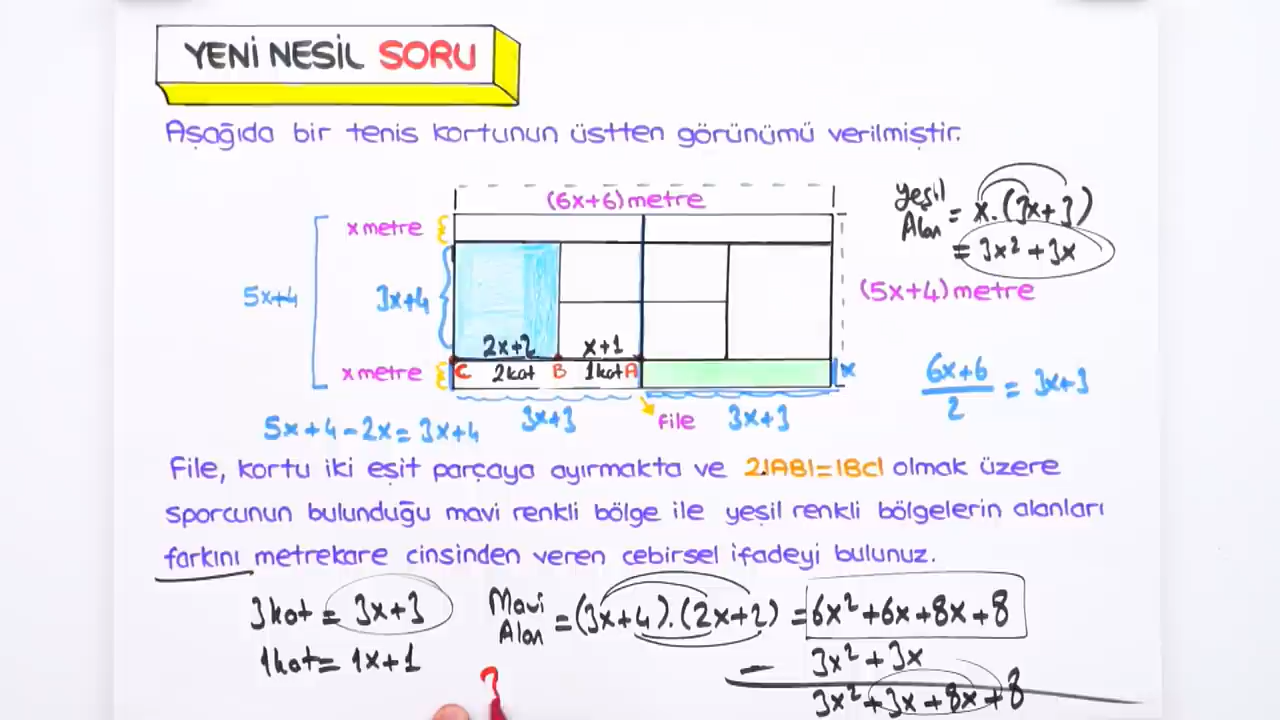 YENİ NESİL SORU
Aşağıda bir tenis kortunun üstten görünümü verilmiştir.
(6x+6) metre
x metre
5x+4
3x+4
2x+2
x+1
x metre
C 2kat B 1kat A
x
(5x+4) metre
3x+3
file
3x+3
5x+4-2x=3x+4
Yeşil Alan = x.(3x+3)
= 3x²+3x
6x+6
2
= 3x+3
File, kortu iki eşit parçaya ayırmakta ve 2.|AB|=|BC| olmak üzere
sporcunun bulunduğu mavi renkli bölge ile yeşil renkli bölgelerin alanları
farkını metrekare cinsinden veren cebirsel ifadeyi bulunuz.
3kat = 3x+3
1kat = 1x+1
Mavi Alan = (3x+4).(2x+2) = 6x²+6x+8x+8
- 3x²+3x
3x²+3x+8x+8